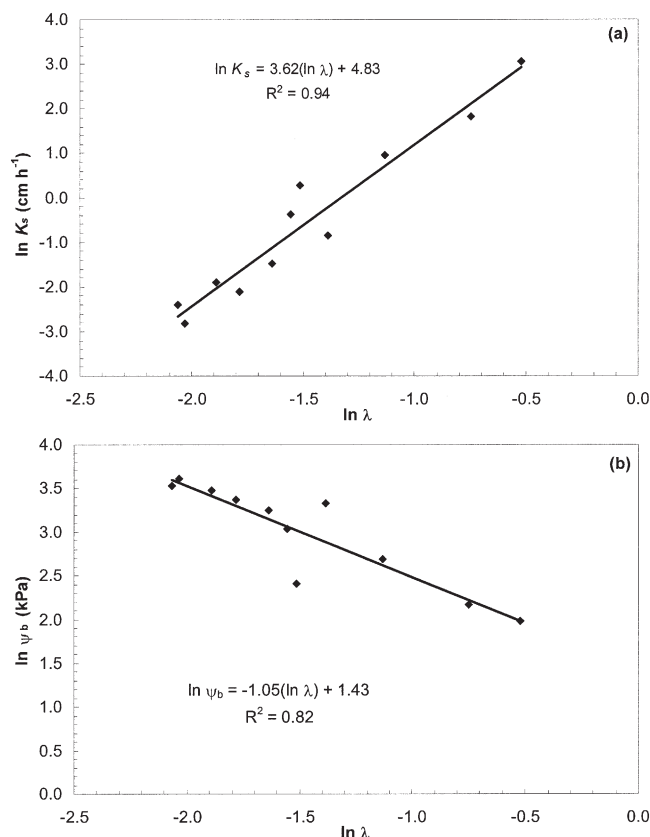 (a)
4.0
3.0
2.0
1.0
0.0
-1.0
-2.0
-3.0
-4.0
ln Ks (cm h-1)
ln Ks = 3.62(ln λ) + 4.83
R2 = 0.94
-2.5 -2.0 -1.5 -1.0 -0.5 0.0
ln λ
(b)
4.0
3.5
3.0
2.5
2.0
1.5
1.0
0.5
0.0
ln ψb (kPa)
ln ψb = -1.05(ln λ) + 1.43
R2 = 0.82
-2.5 -2.0 -1.5 -1.0 -0.5 0.0
ln λ